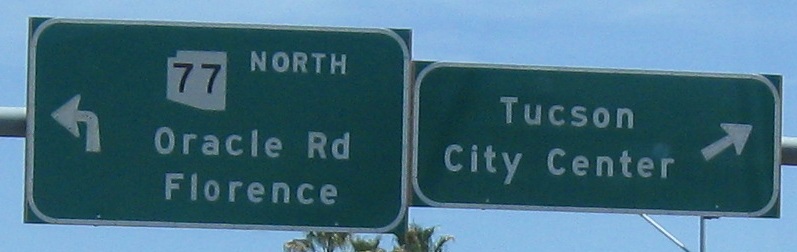 77 NORTH
Oracle Rd
Florence
Tucson
City Center